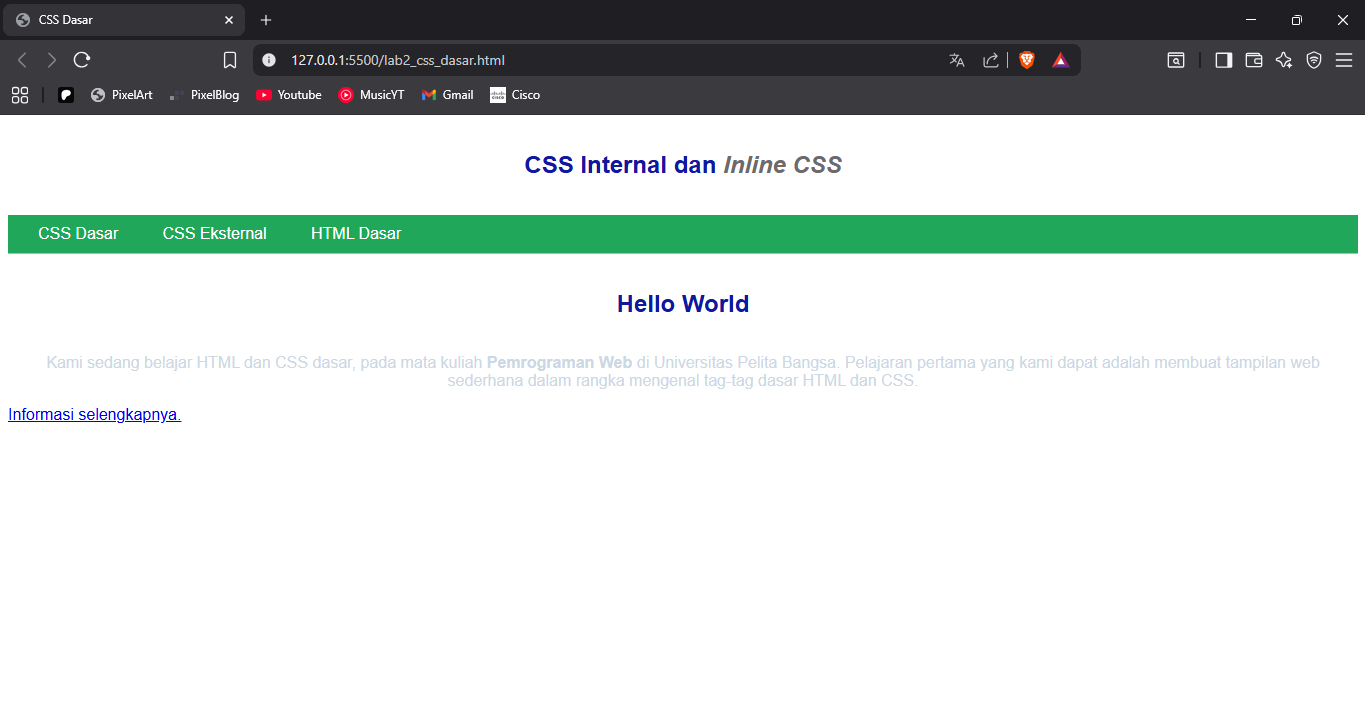 CSS Dasar
127.0.0.1:5500/lab2_css_dasar.html
PixelArt PixelBlog Youtube MusicYT Gmail Cisco
CSS Internal dan Inline CSS
CSS Dasar CSS Eksternal HTML Dasar
Hello World
Kami sedang belajar HTML dan CSS dasar, pada mata kuliah Pemrograman Web di Universitas Pelita Bangsa. Pelajaran pertama yang kami dapat adalah membuat tampilan web
sederhana dalam rangka mengenal tag-tag dasar HTML dan CSS.
Informasi selengkapnya.